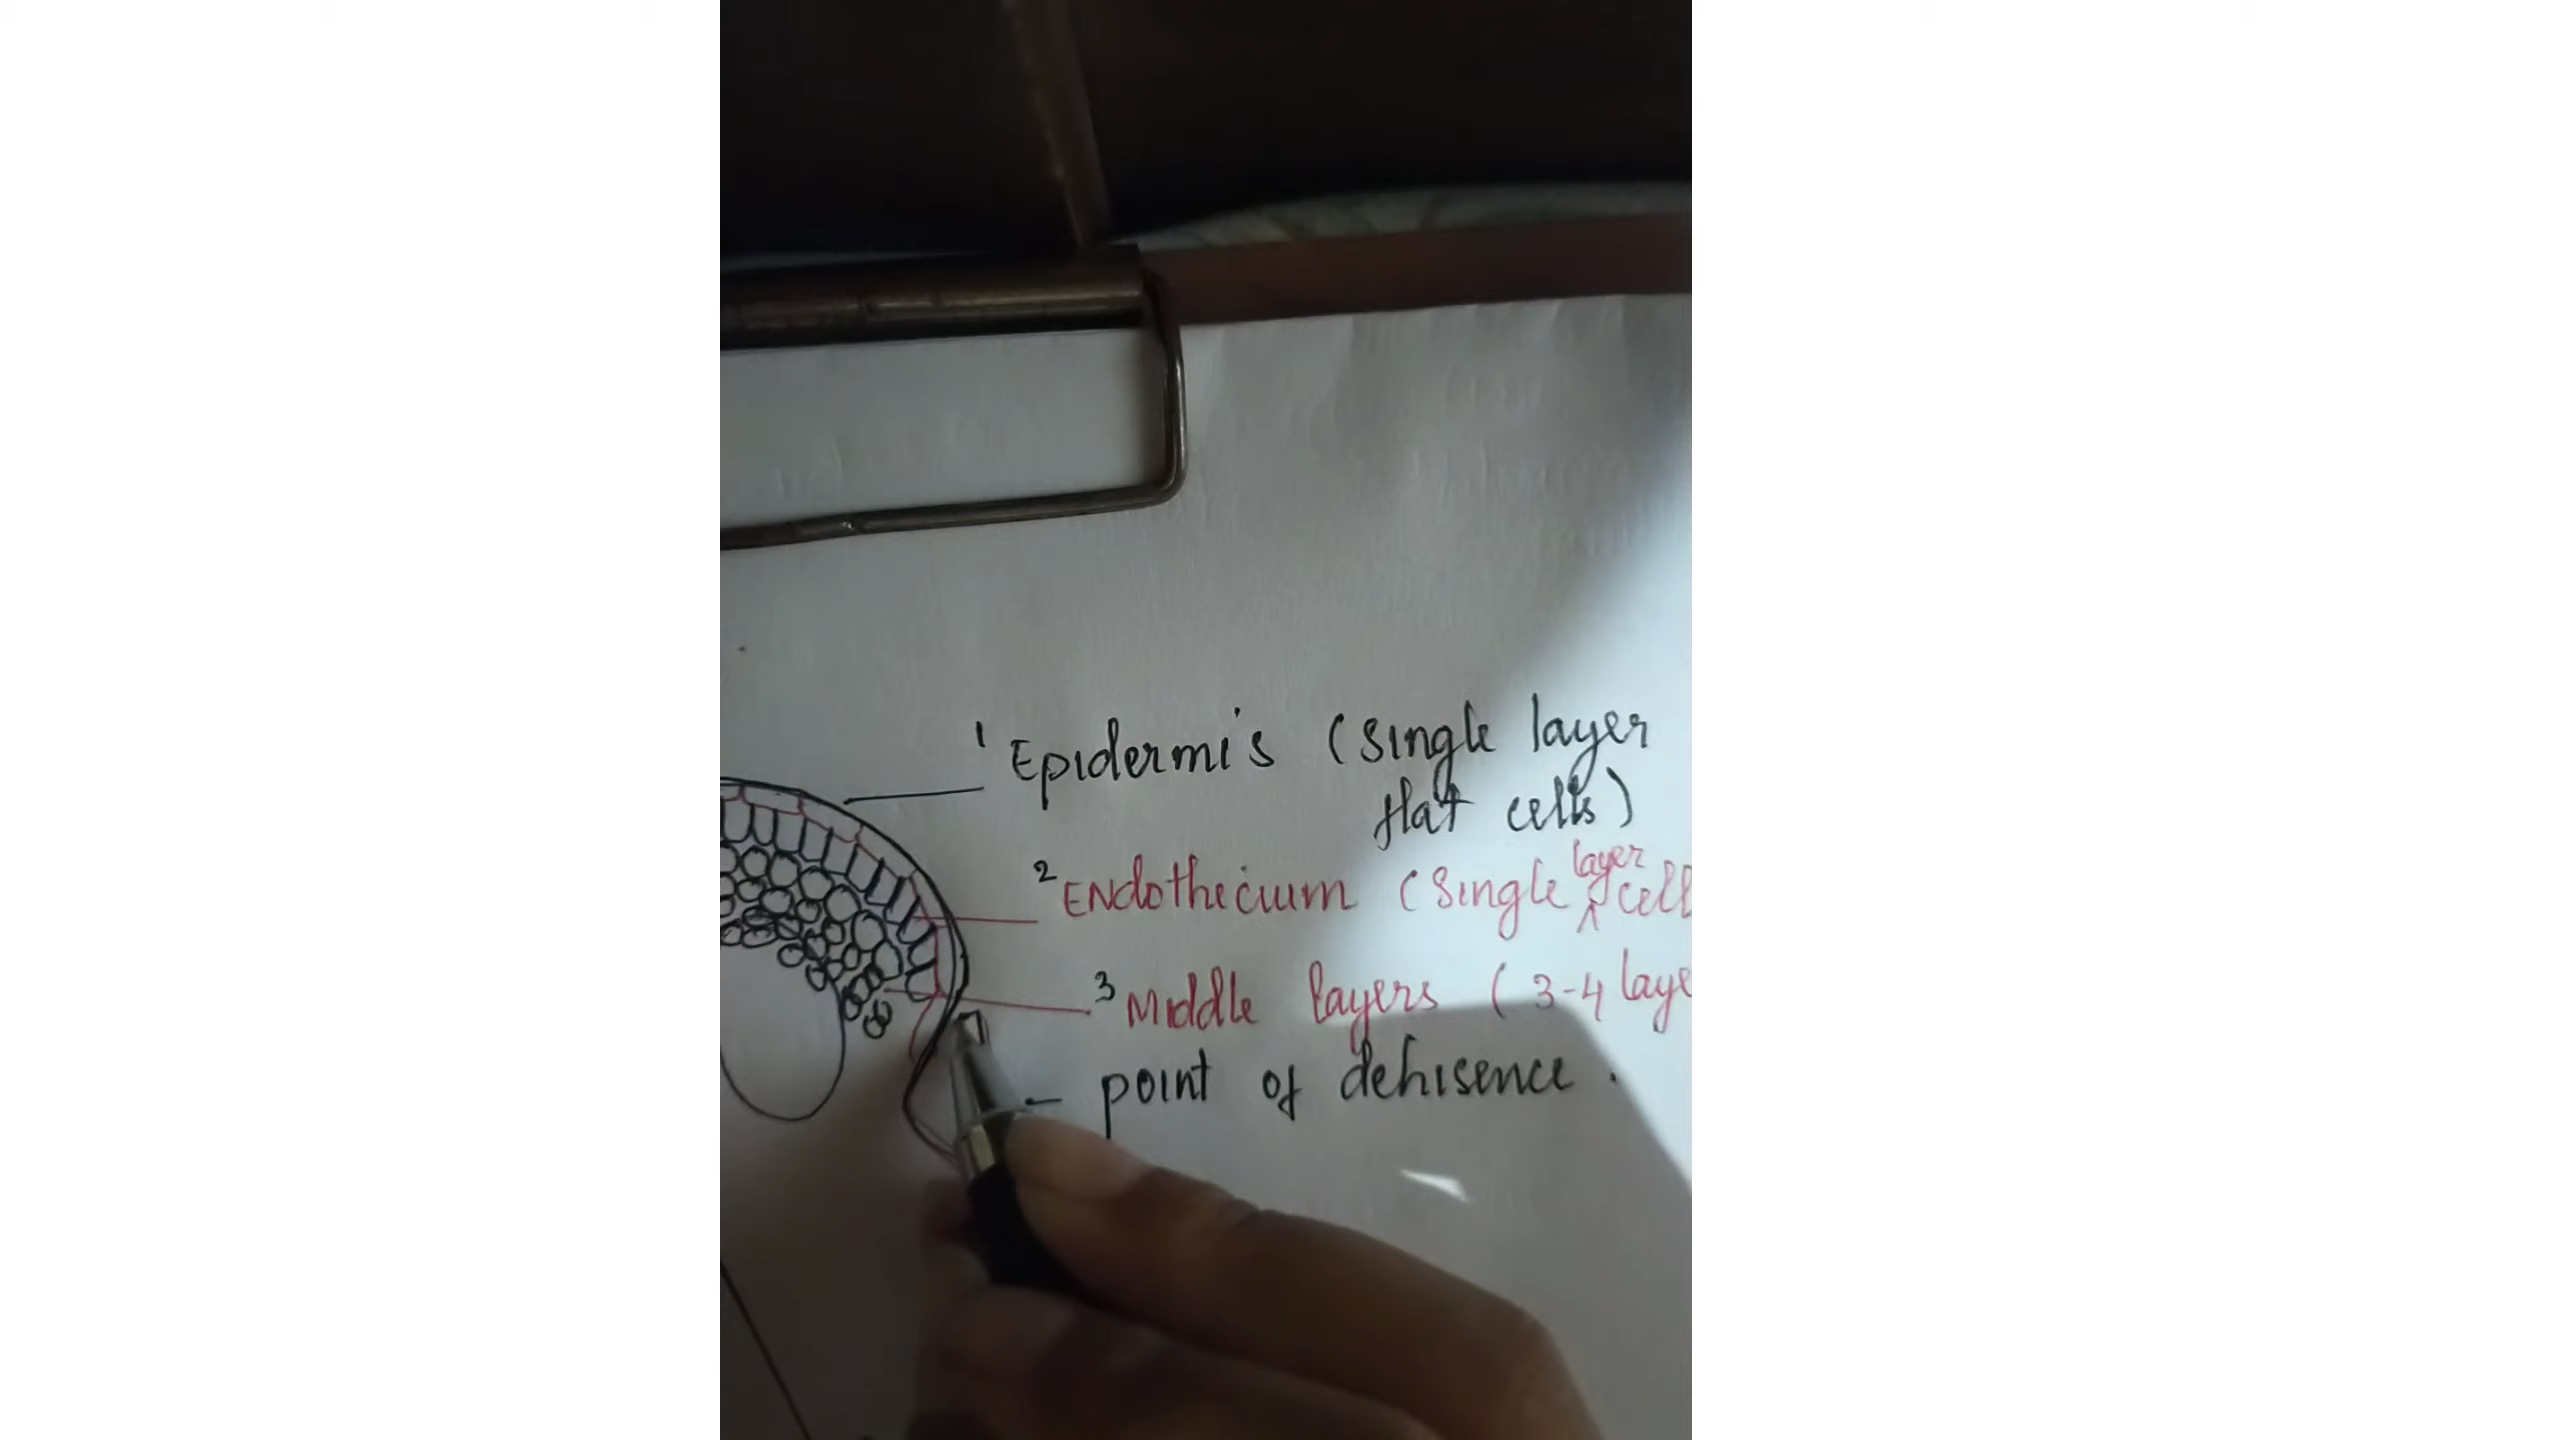 1 Epidermis (single layer
flat cells)
2 Endothecium (single layer cell
3 Middle layers (3-4 laye
point of dehisence.